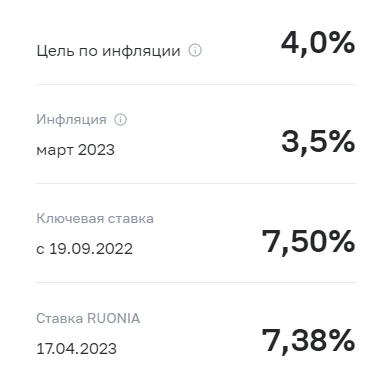 Цель по инфляции 4,0%
Инфляция
март 2023 3,5%
Ключевая ставка
с 19.09.2022 7,50%
Ставка RUONIA
17.04.2023 7,38%